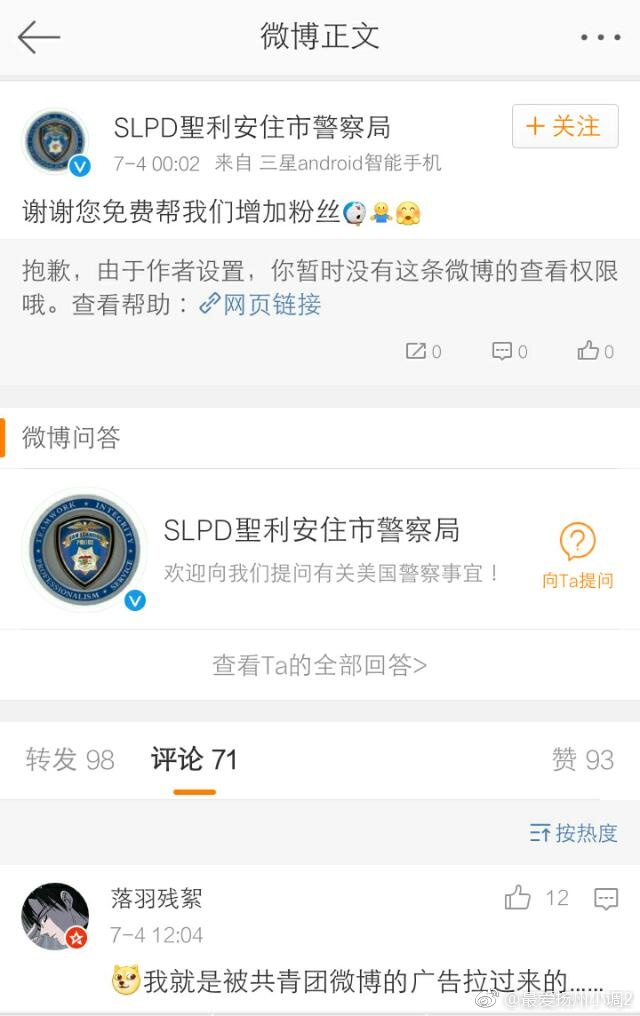 微博正文
SLPD聖利安住市警察局
+ 关注
7-4 00:02 来自 三星android智能手机
谢谢您免费帮我们增加粉丝
抱歉，由于作者设置，你暂时没有这条微博的查看权限
哦。查看帮助：网页链接
0 0 0
微博问答
TEAMWORK INTEGRITY
POLICE
PROFESSIONALISM SERVICE
SLPD聖利安住市警察局
欢迎向我们提问有关美国警察事宜！
向Ta提问
查看Ta的全部回答>
转发 98 评论 71 赞 93
按热度
落羽残絮
12
7-4 12:04
我就是被共青团微博的广告拉过来的……
@最爱扬州小调2